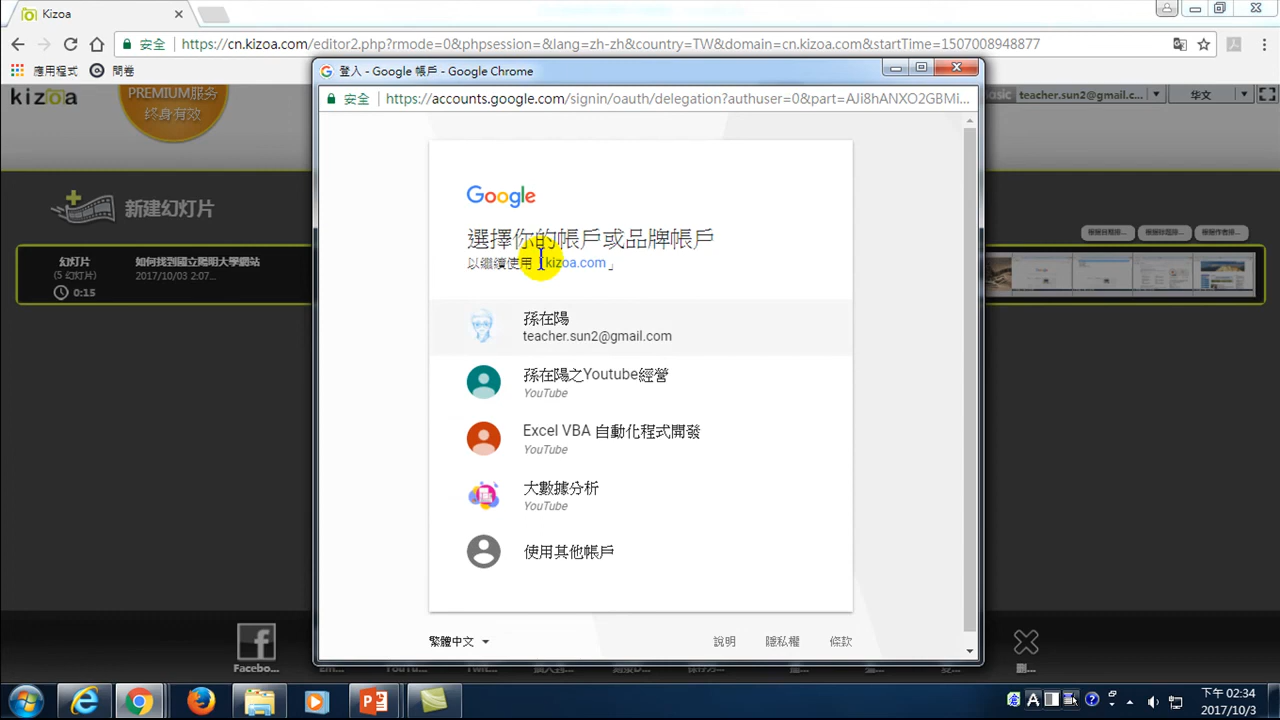 Kizoa
安全
https://cn.kizoa.com/editor2.php?rmode=0&phpsession=&lang=zh-zh&country=TW&domain=cn.kizoa.com&startTime=1507008948877
應用程式
問卷
kizoa
PREMIUM服务
终身有效
teacher.sun2@gmail.c...
华文
登入 - Google 帳戶 - Google Chrome
安全
https://accounts.google.com/signin/oauth/delegation?authuser=0&part=AJi8hANXO2GBMi...
新建幻灯片
幻灯片
(5 幻灯片)
0:15
如何找到國立陽明大學網站
2017/10/03 2:07...
Google
選擇你的帳戶或品牌帳戶
以繼續使用「kizoa.com」
孫在陽
teacher.sun2@gmail.com
孫在陽之Youtube經營
YouTube
Excel VBA 自動化程式開發
YouTube
大數據分析
YouTube
使用其他帳戶
繁體中文
說明
隱私權
條款
Facebo...
下午 02:34
2017/10/3